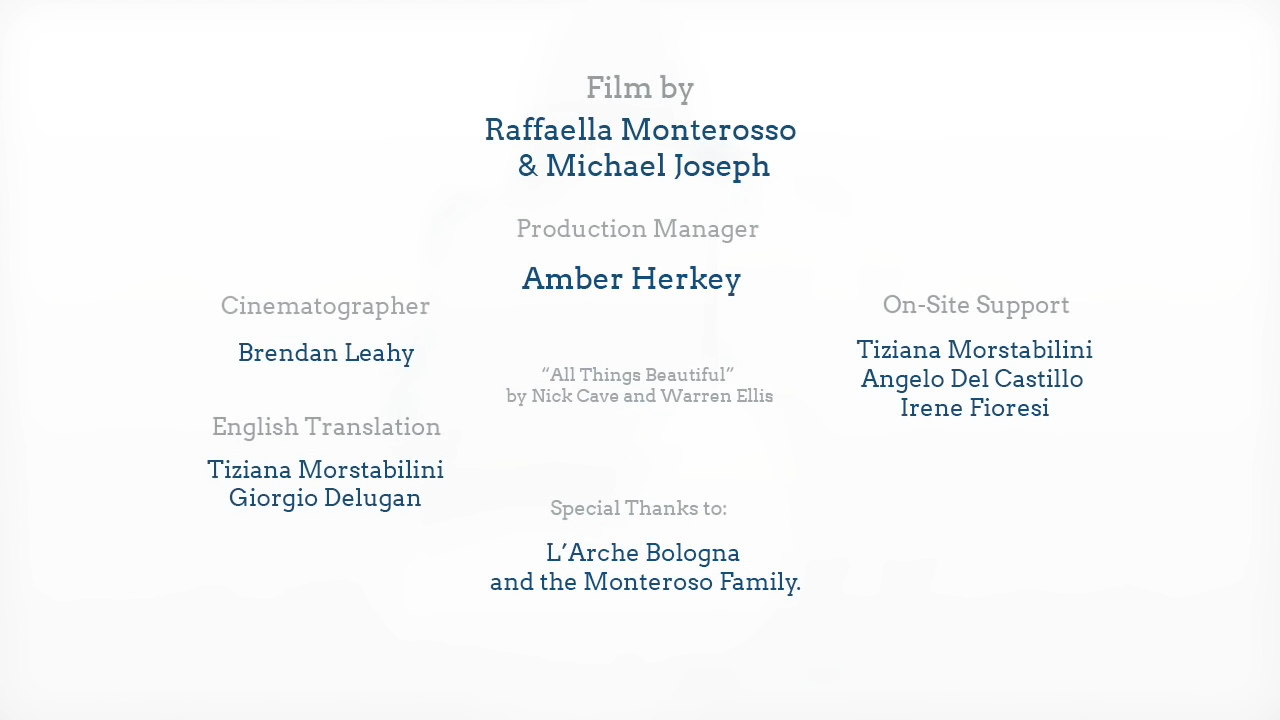 Film by
Raffaella Monterosso
& Michael Joseph
Production Manager
Amber Herkey
Cinematographer
Brendan Leahy
English Translation
Tiziana Morstabilini
Giorgio Delugan
“All Things Beautiful”
by Nick Cave and Warren Ellis
On-Site Support
Tiziana Morstabilini
Angelo Del Castillo
Irene Fioresi
Special Thanks to:
L’Arche Bologna
and the Monteroso Family.